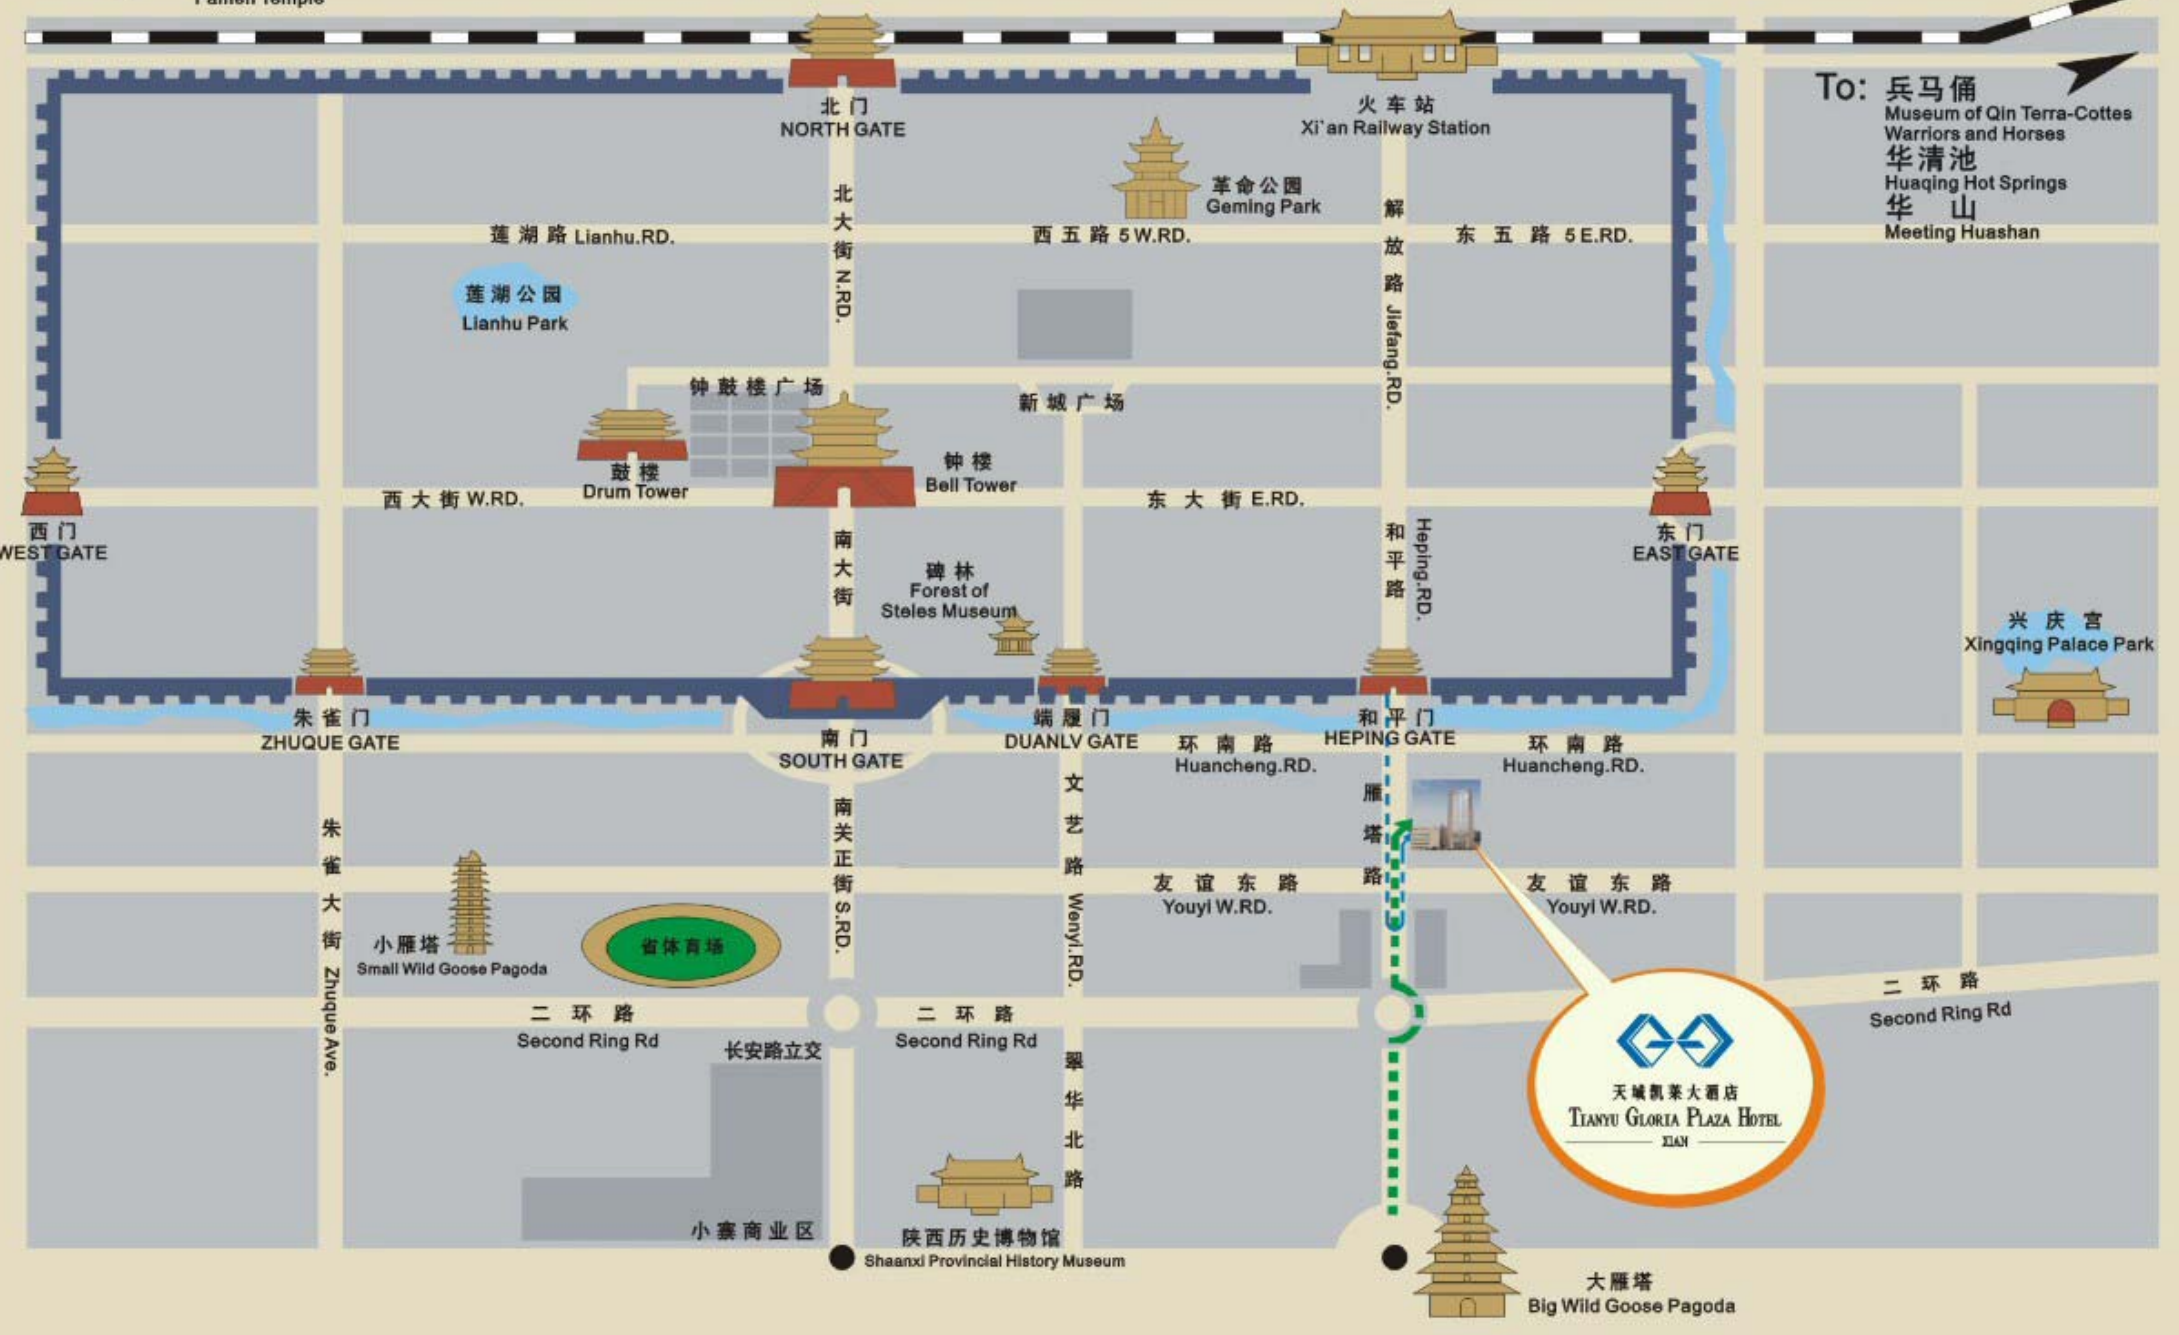 北门
NORTH GATE
火车站
Xi'an Railway Station
To: 兵马俑
Museum of Qin Terra-Cottes
Warriors and Horses
华清池
Huaqing Hot Springs
华 山
Meeting Huashan
革命公园
Geming Park
北大街 N.RD.
解放路 Jiefang.RD.
莲湖路 Lianhu.RD.
西五路 5 W.RD.
东五路 5 E.RD.
莲湖公园
Lianhu Park
钟鼓楼广场
新城广场
鼓楼
Drum Tower
钟楼
Bell Tower
西大街 W.RD.
东大街 E.RD.
西门
WEST GATE
东门
EAST GATE
南大街
和平路 Heping.RD.
碑林
Forest of
Steles Museum
兴庆宫
Xingqing Palace Park
朱雀门
ZHUQUE GATE
南门
SOUTH GATE
端履门
DUANLV GATE
和平门
HEPING GATE
环南路
Huancheng.RD.
环南路
Huancheng.RD.
朱雀大街 Zhuque Ave.
南关正街 S.RD.
文艺路 Wenyi.RD.
雁塔路
友谊东路
Youyi W.RD.
友谊东路
Youyi W.RD.
小雁塔
Small Wild Goose Pagoda
省体育场
二环路
Second Ring Rd
二环路
Second Ring Rd
二环路
Second Ring Rd
长安路立交
翠华北路
天域凯莱大酒店
TIANYU GLORIA PLAZA HOTEL
XIAN
小寨商业区
陕西历史博物馆
Shaanxi Provincial History Museum
大雁塔
Big Wild Goose Pagoda